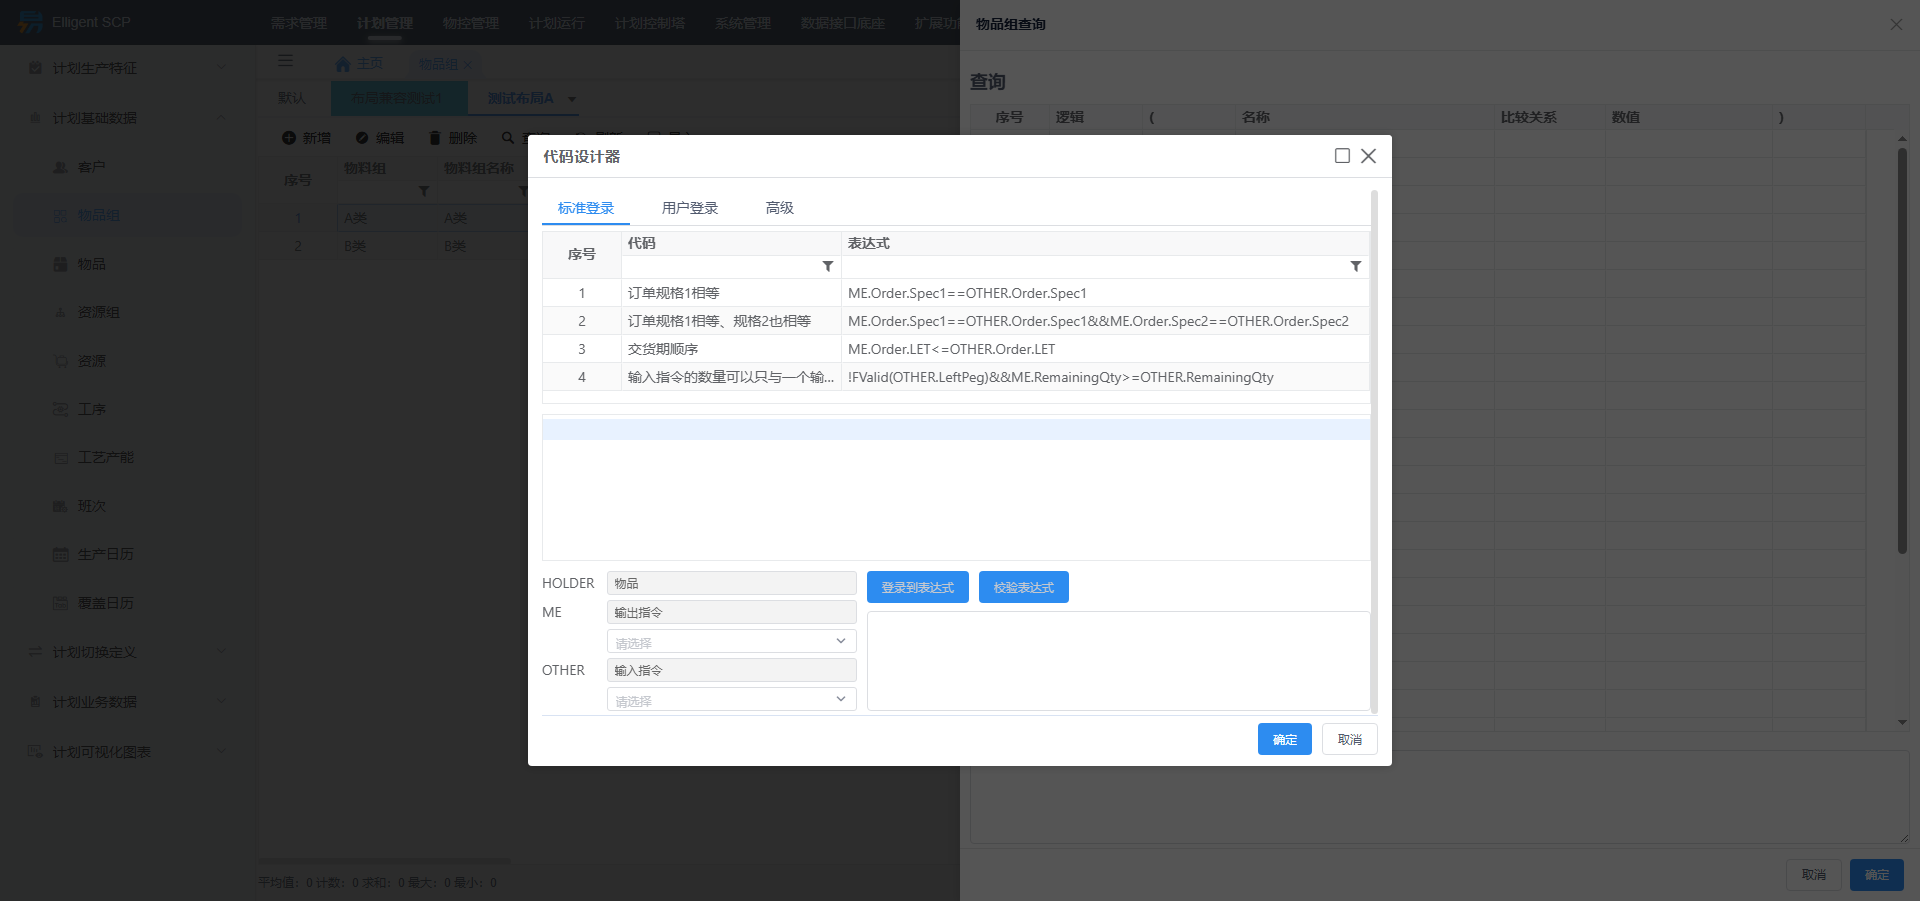 Elligent SCP
需求管理 计划管理 物控管理 计划运行 计划控制塔 系统管理 数据接口底座 扩展功
物品组查询
计划生产特征
计划基础数据
客户
物品组
物品
资源组
资源
工序
工艺产能
班次
生产日历
覆盖日历
计划切换定义
计划业务数据
计划可视化图表
主页 物品组
默认 布局兼容测试1 测试布局A
新增 编辑 删除
序号 物料组 物料组名称
1 A类 A类
2 B类 B类
平均值: 0 计数: 0 求和: 0 最大: 0 最小: 0
查询
序号 逻辑 ( 名称 比较关系 数值 )
取消 确定
代码设计器
标准登录 用户登录 高级
序号 代码 表达式
1 订单规格1相等 ME.Order.Spec1==OTHER.Order.Spec1
2 订单规格1相等、规格2也相等 ME.Order.Spec1==OTHER.Order.Spec1&&ME.Order.Spec2==OTHER.Order.Spec2
3 交货期顺序 ME.Order.LET<=OTHER.Order.LET
4 输入指令的数量可以只与一个输... !FValid(OTHER.LeftPeg)&&ME.RemainingQty>=OTHER.RemainingQty
HOLDER 物品 登录到表达式 校验表达式
ME 输出指令
请选择
OTHER 输入指令
请选择
确定 取消